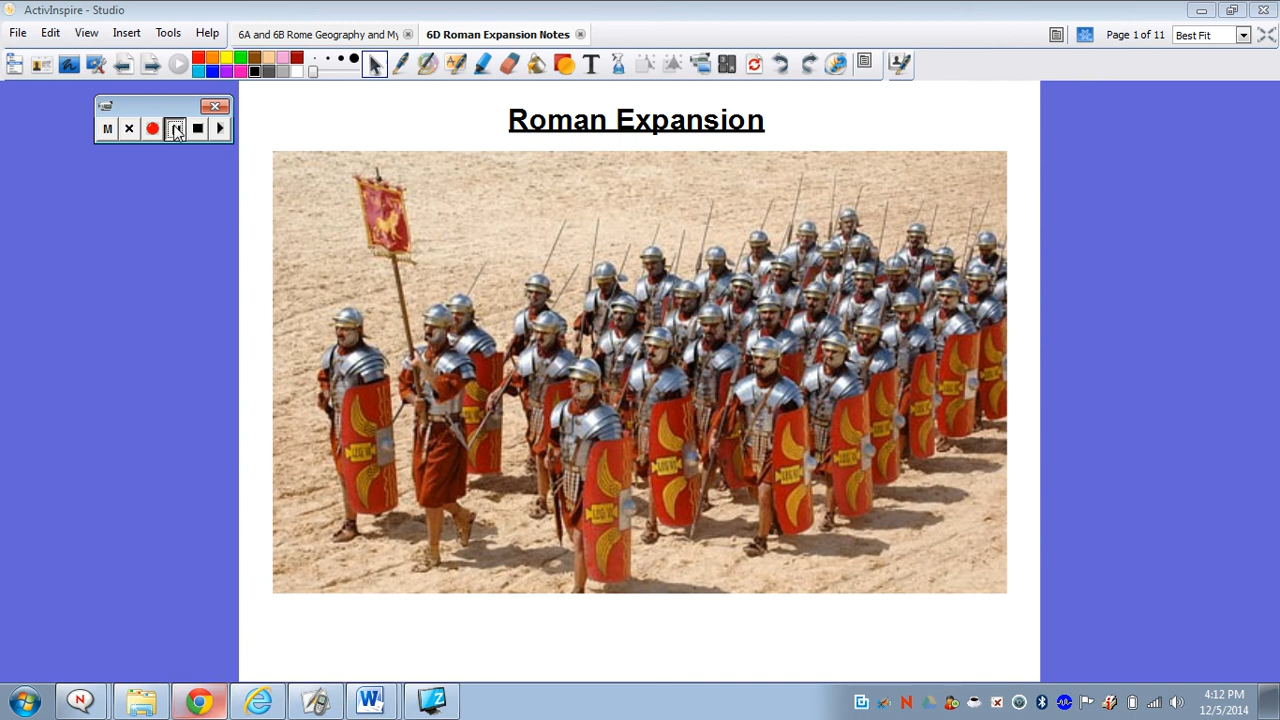 ActivInspire - Studio
File Edit View Insert Tools Help
6A and 6B Rome Geography and My
6D Roman Expansion Notes
Page 1 of 11
Best Fit
M
Roman Expansion
4:12 PM
12/5/2014